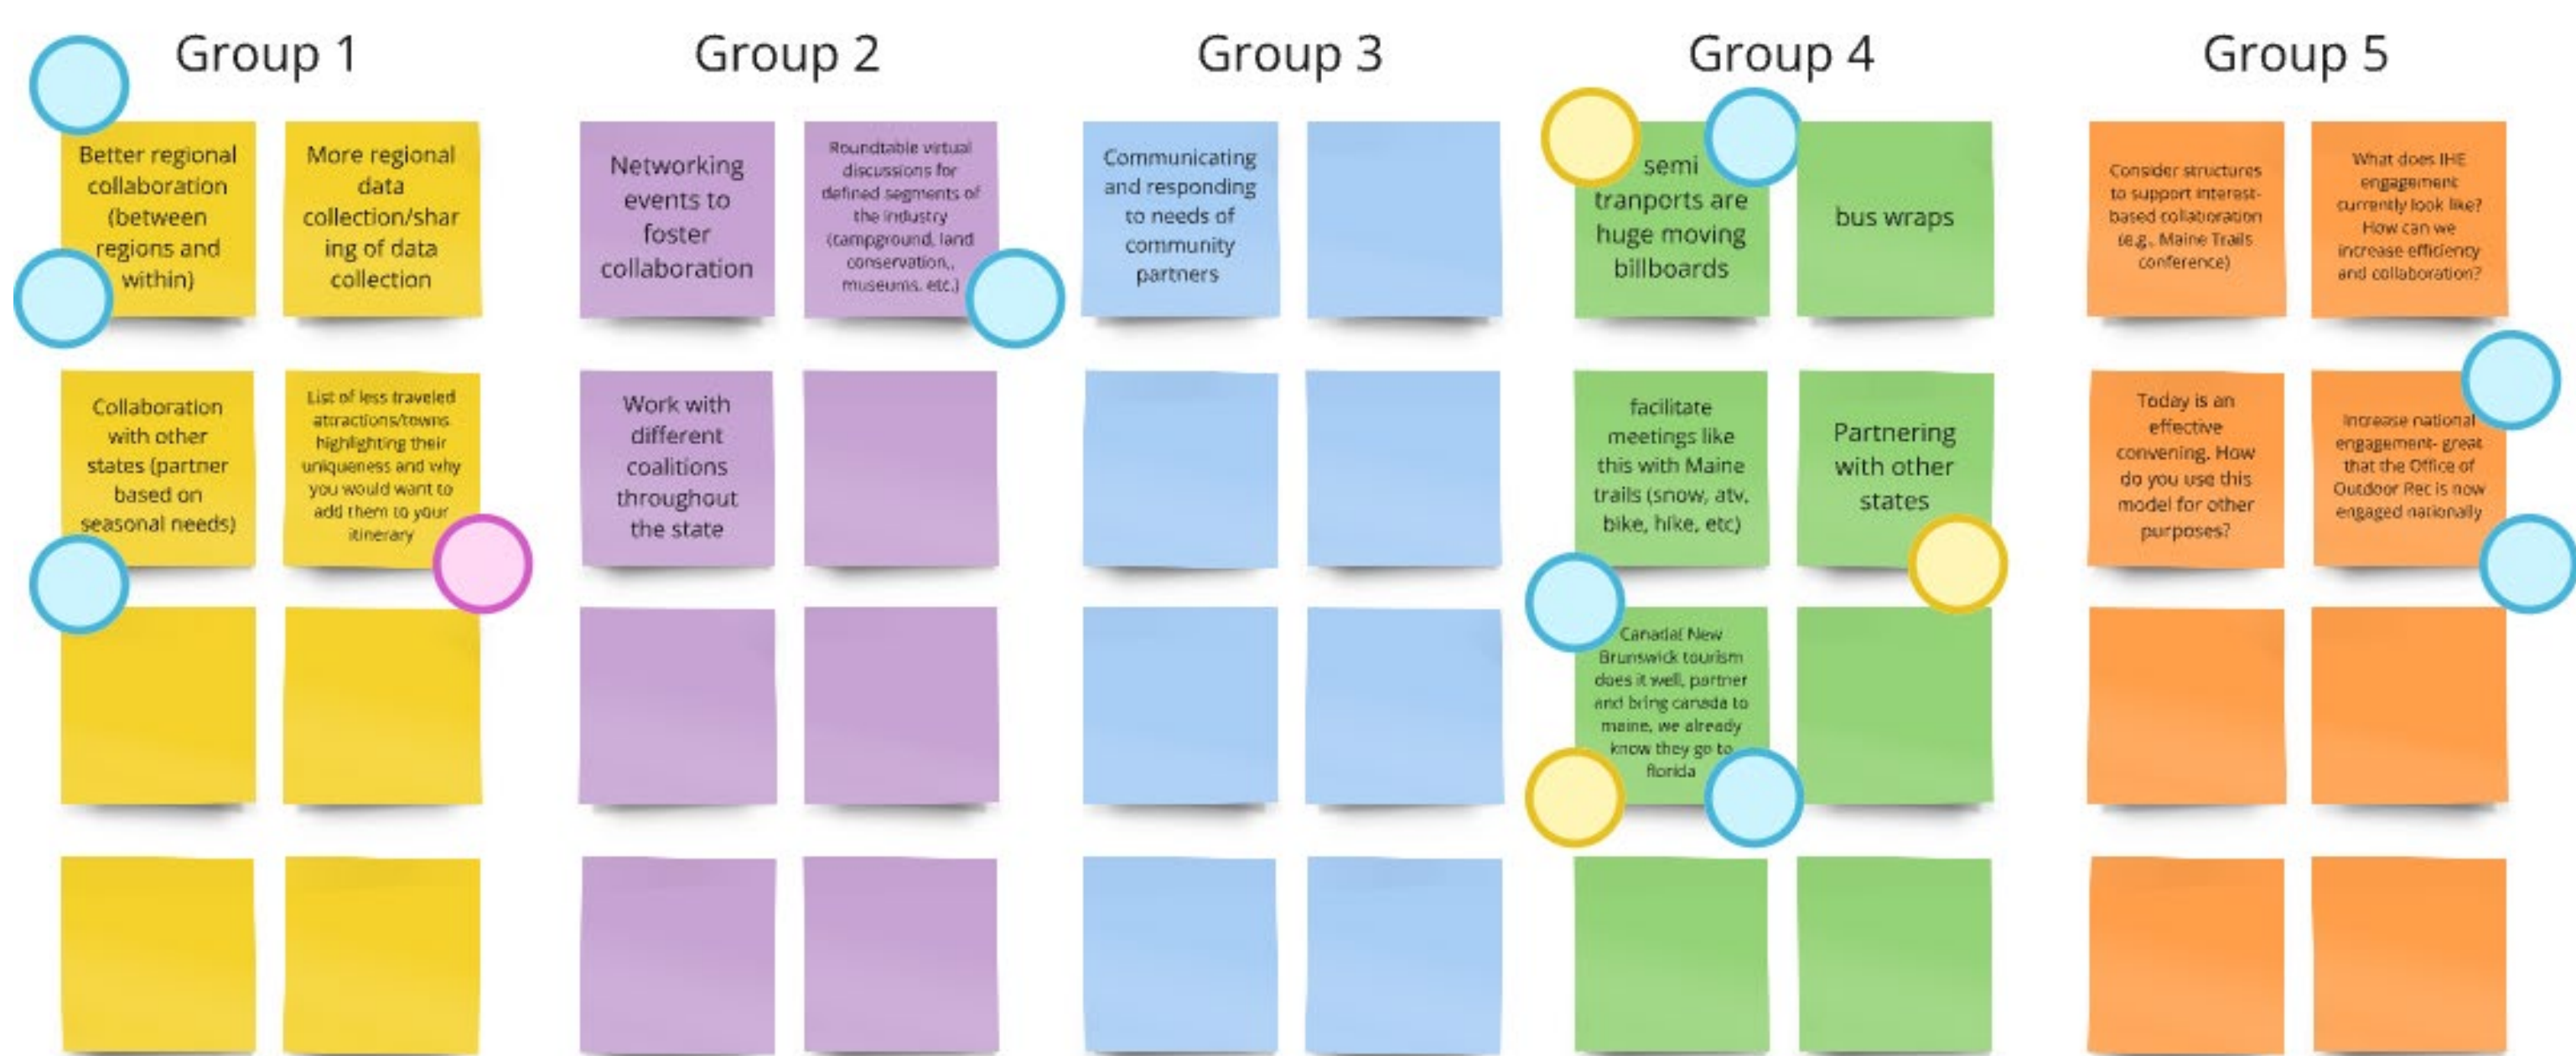 Group 1
Group 2
Group 3
Group 4
Group 5
Better regional
collaboration
(between
regions and
within)
More regional
data
collection/shar
ing of data
collection
Collaboration
with other
states (partner
based on
seasonal needs)
List of less traveled
attractions/towns
highlighting their
uniqueness and why
you would want to
add them to your
itinerary
Networking
events to
foster
collaboration
Roundtable virtual
discussions for
defined segments of
the industry
(campground, land
conservation,,
museums, etc.)
Work with
different
coalitions
throughout
the state
Communicating
and responding
to needs of
community
partners
semi
tranports are
huge moving
billboards
bus wraps
facilitate
meetings like
this with Maine
trails (snow, atv,
bike, hike, etc)
Partnering
with other
states
Canada! New
Brunswick tourism
does it well, partner
and bring canada to
maine, we already
know they go to
florida
Consider structures
to support interest-
based collaboration
(e.g., Maine Trails
conference)
What does IHE
engagement
currently look like?
How can we
increase efficiency
and collaboration?
Today is an
effective
convening. How
do you use this
model for other
purposes?
Increase national
engagement- great
that the Office of
Outdoor Rec is now
engaged nationally